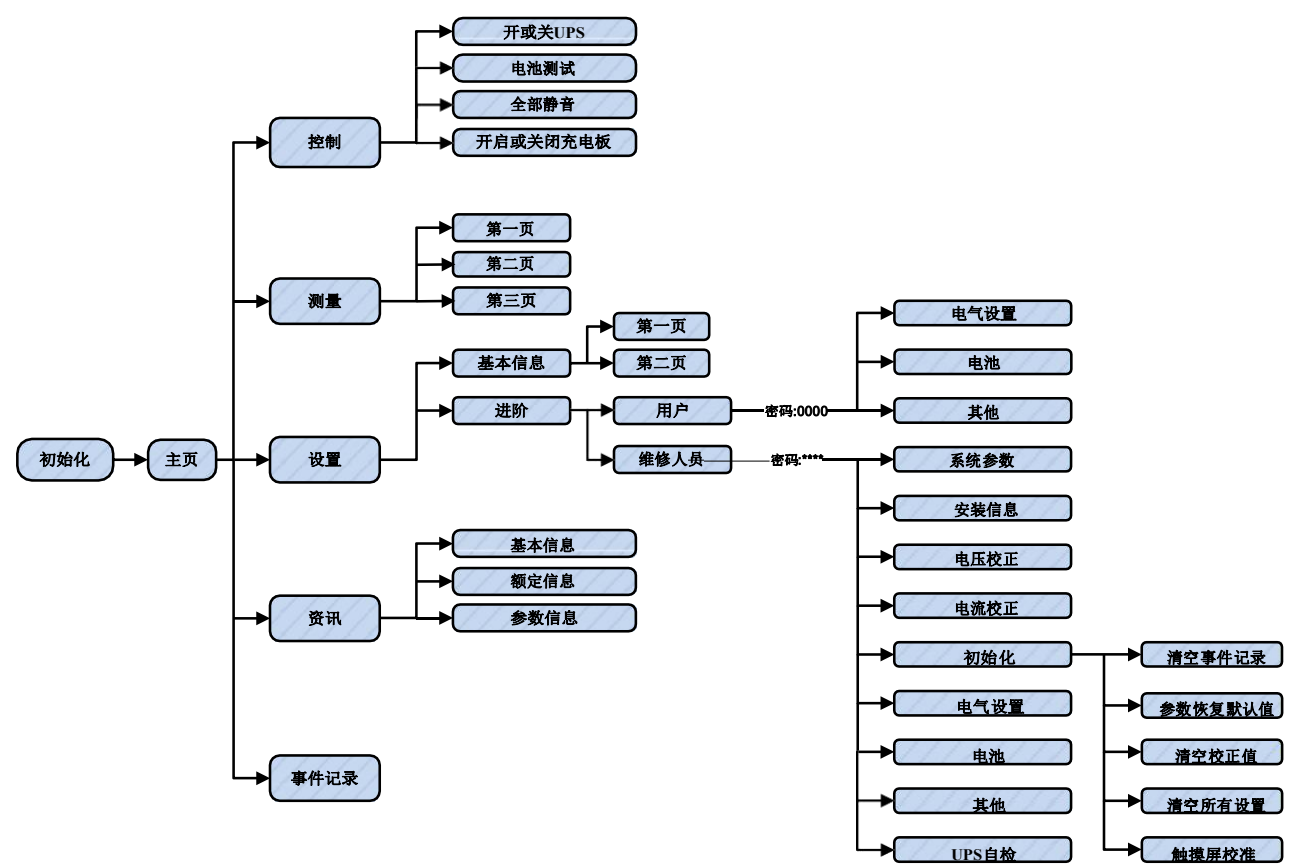 开或关UPS
电池测试
全部静音
控制
开启或关闭充电板
第一页
第二页
测量
第三页
电气设置
第一页
基本信息
第二页
电池
进阶
用户
密码:0000
其他
初始化
主页
设置
维修人员
密码:****
系统参数
安装信息
基本信息
电压校正
额定信息
电流校正
资讯
参数信息
初始化
清空事件记录
电气设置
参数恢复默认值
电池
清空校正值
事件记录
其他
清空所有设置
UPS自检
触摸屏校准